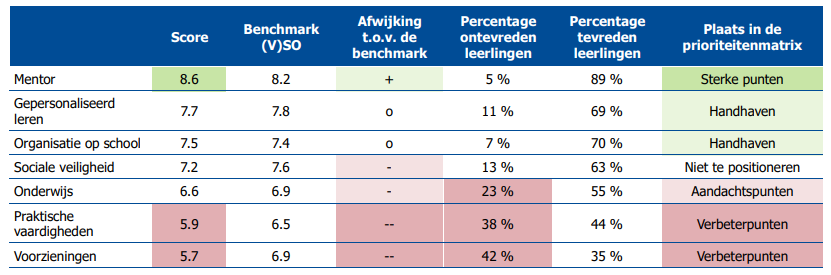 Score Benchmark (V)SO Afwijking t.o.v. de benchmark Percentage ontevreden leerlingen Percentage tevreden leerlingen Plaats in de prioriteitenmatrix
Mentor 8.6 8.2 + 5 % 89 % Sterke punten
Gepersonaliseerd leren 7.7 7.8 o 11 % 69 % Handhaven
Organisatie op school 7.5 7.4 o 7 % 70 % Handhaven
Sociale veiligheid 7.2 7.6 - 13 % 63 % Niet te positioneren
Onderwijs 6.6 6.9 - 23 % 55 % Aandachtspunten
Praktische vaardigheden 5.9 6.5 -- 38 % 44 % Verbeterpunten
Voorzieningen 5.7 6.9 -- 42 % 35 % Verbeterpunten